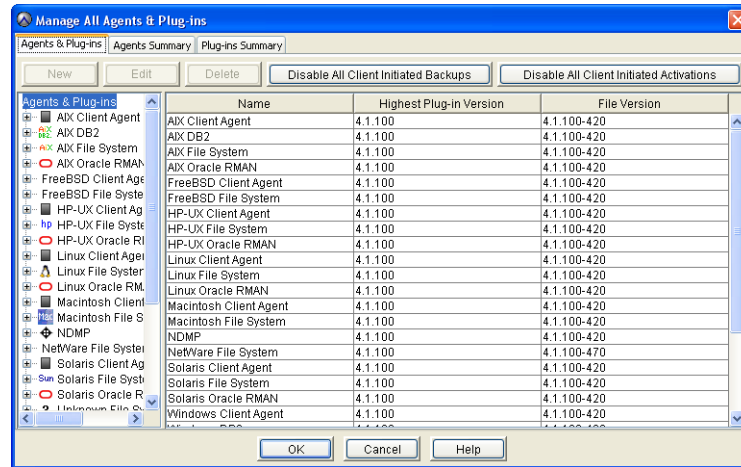 Manage All Agents & Plug-ins
Agents & Plug-ins Agents Summary Plug-ins Summary
New Edit Delete Disable All Client Initiated Backups Disable All Client Initiated Activations
Agents & Plug-ins
AIX Client Agent
AIX DB2
AIX File System
AIX Oracle RMAN
FreeBSD Client Age
FreeBSD File Syste
HP-UX Client Ag
hp HP-UX File Syste
HP-UX Oracle RI
Linux Client Ager
Linux File System
Linux Oracle RM
Macintosh Client
Mac Macintosh File S
NDMP
NetWare File System
Solaris Client Ag
Sun Solaris File Syst
Solaris Oracle R
? Unknown File Sy
Name Highest Plug-in Version File Version
AIX Client Agent 4.1.100 4.1.100-420
AIX DB2 4.1.100 4.1.100-420
AIX File System 4.1.100 4.1.100-420
AIX Oracle RMAN 4.1.100 4.1.100-420
FreeBSD Client Agent 4.1.100 4.1.100-420
FreeBSD File System 4.1.100 4.1.100-420
HP-UX Client Agent 4.1.100 4.1.100-420
HP-UX File System 4.1.100 4.1.100-420
HP-UX Oracle RMAN 4.1.100 4.1.100-420
Linux Client Agent 4.1.100 4.1.100-420
Linux File System 4.1.100 4.1.100-420
Linux Oracle RMAN 4.1.100 4.1.100-420
Macintosh Client Agent 4.1.100 4.1.100-420
Macintosh File System 4.1.100 4.1.100-420
NDMP 4.1.100 4.1.100-420
NetWare File System 4.1.100 4.1.100-470
Solaris Client Agent 4.1.100 4.1.100-420
Solaris File System 4.1.100 4.1.100-420
Solaris Oracle RMAN 4.1.100 4.1.100-420
Windows Client Agent 4.1.100 4.1.100-420
OK Cancel Help